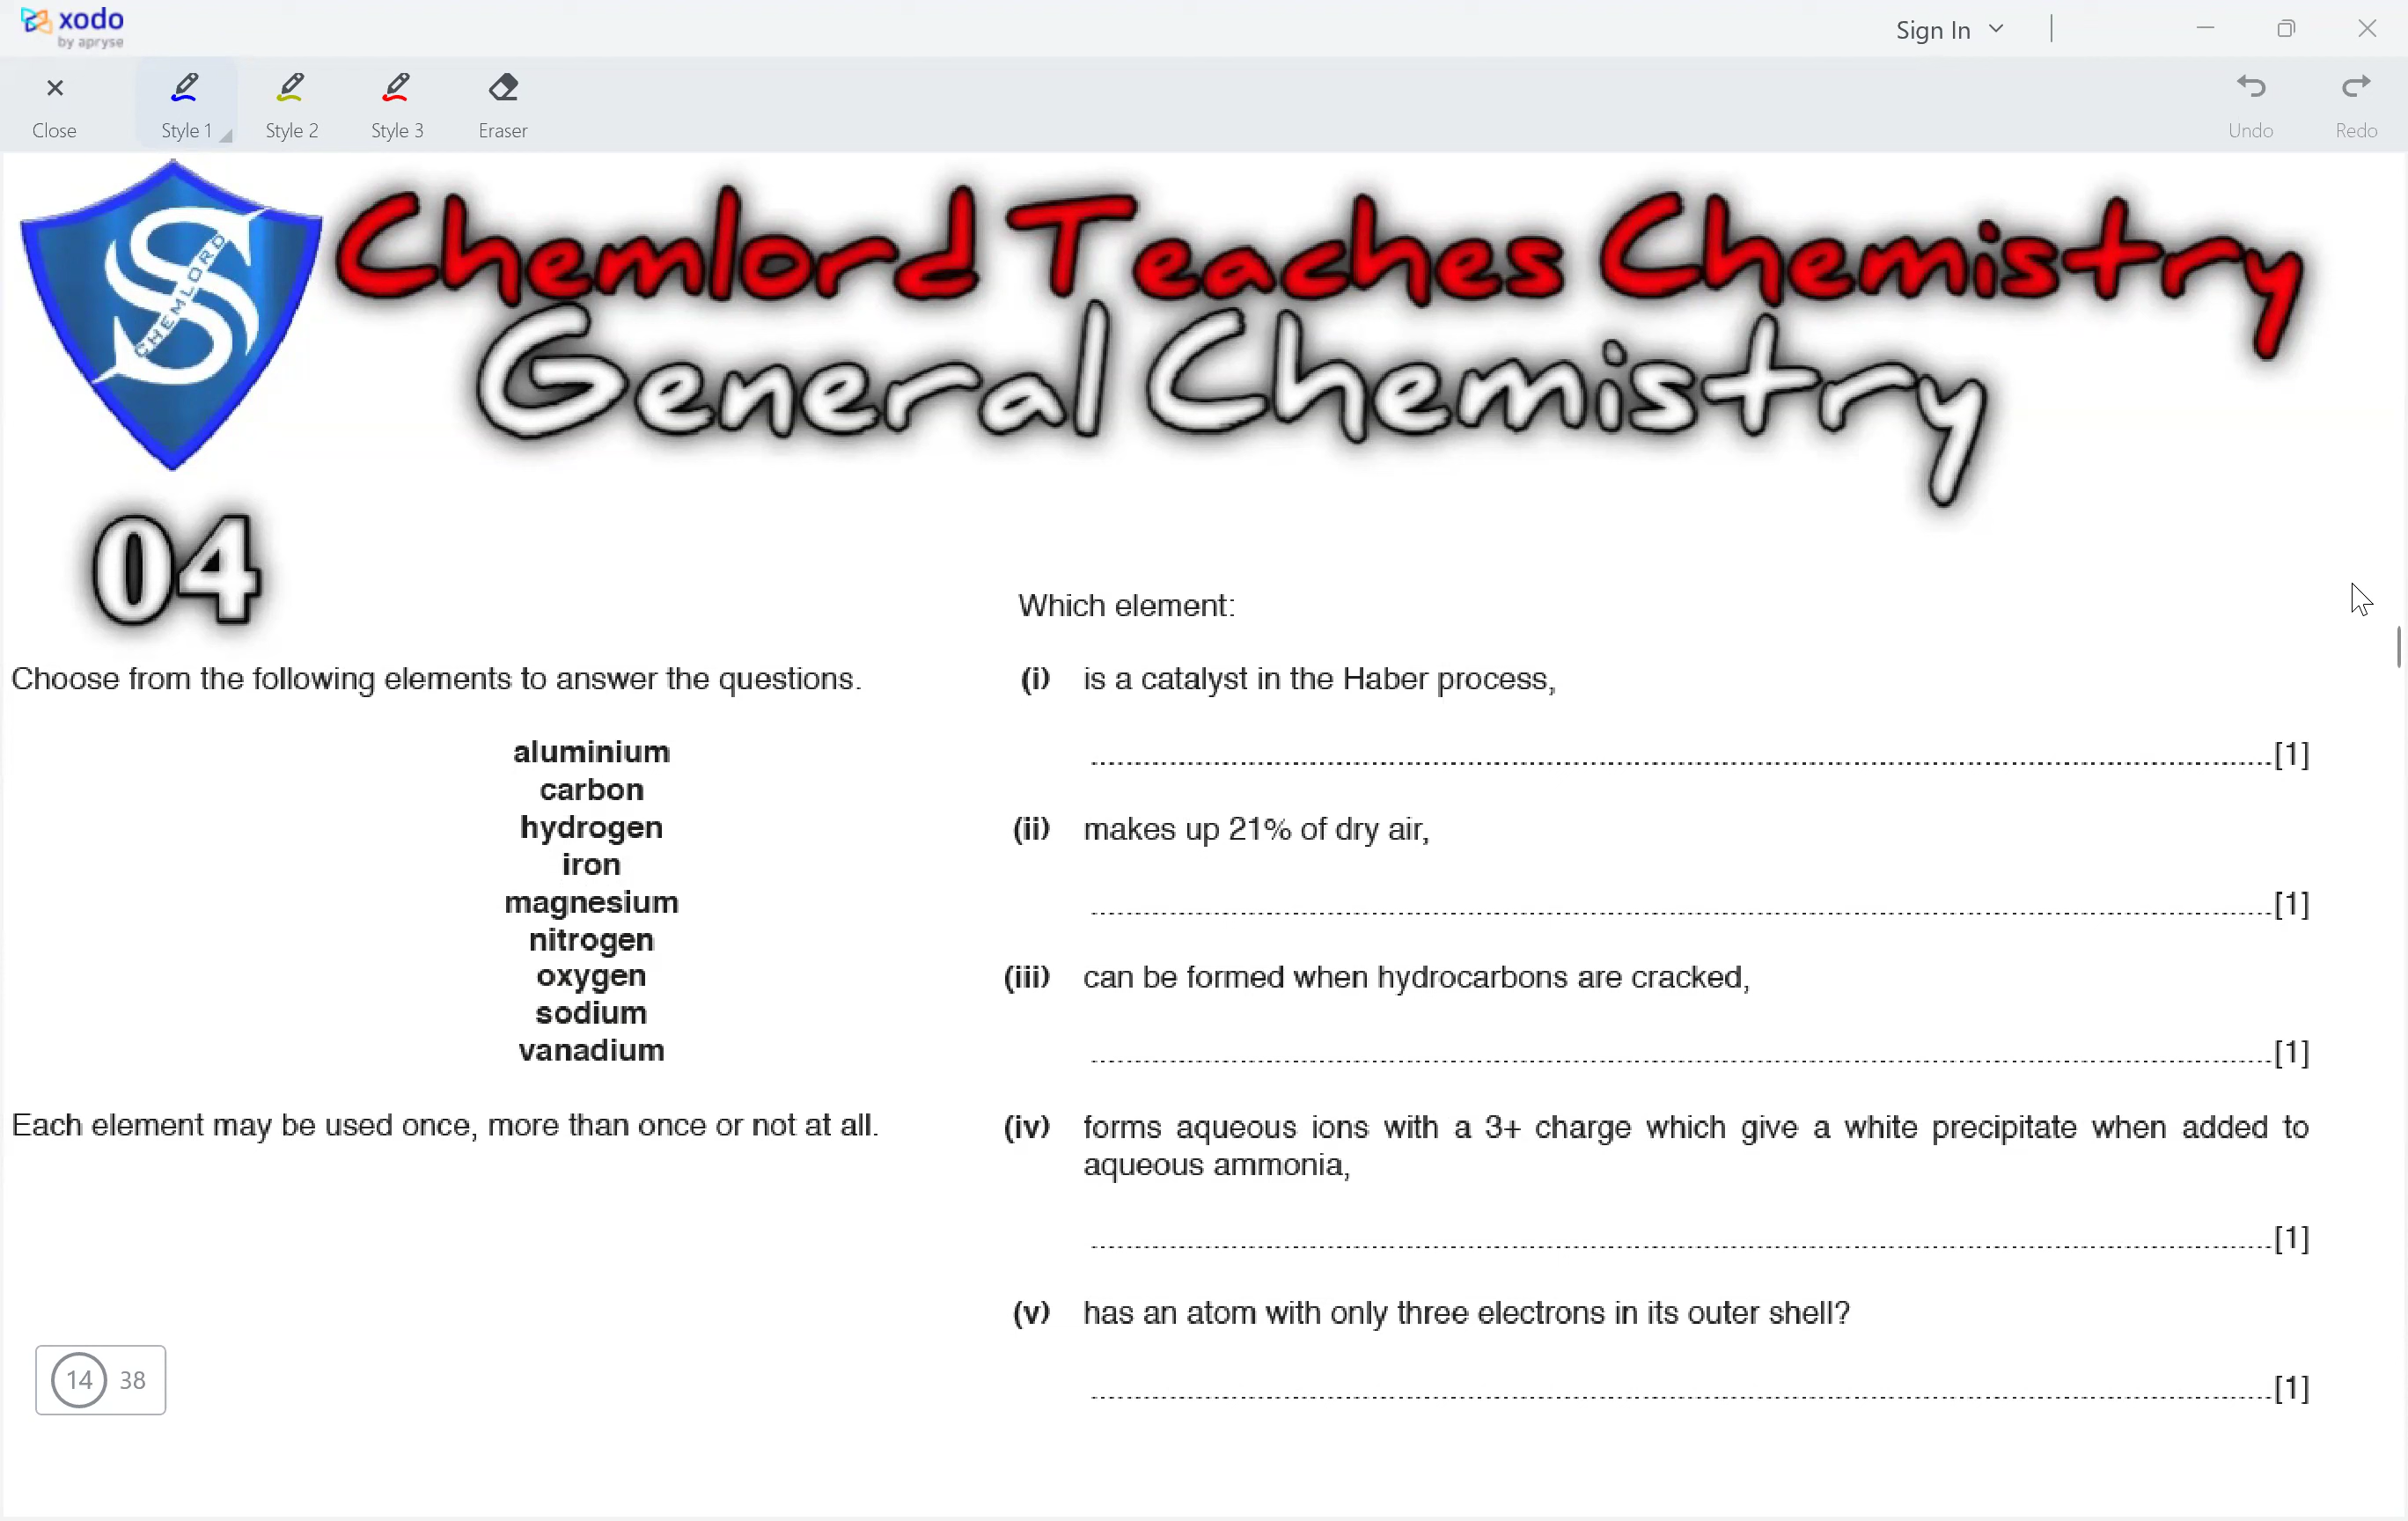 xodo
by apryse
Sign In
Close
Style 1
Style 2
Style 3
Eraser
Undo
Redo
CHEMLORD
Chemlord Teaches Chemistry
General Chemistry
04
Choose from the following elements to answer the questions.
aluminium
carbon
hydrogen
iron
magnesium
nitrogen
oxygen
sodium
vanadium
Each element may be used once, more than once or not at all.
Which element:
(i) is a catalyst in the Haber process,
[1]
(ii) makes up 21% of dry air,
[1]
(iii) can be formed when hydrocarbons are cracked,
[1]
(iv) forms aqueous ions with a 3+ charge which give a white precipitate when added to
aqueous ammonia,
[1]
(v) has an atom with only three electrons in its outer shell?
[1]
14 38